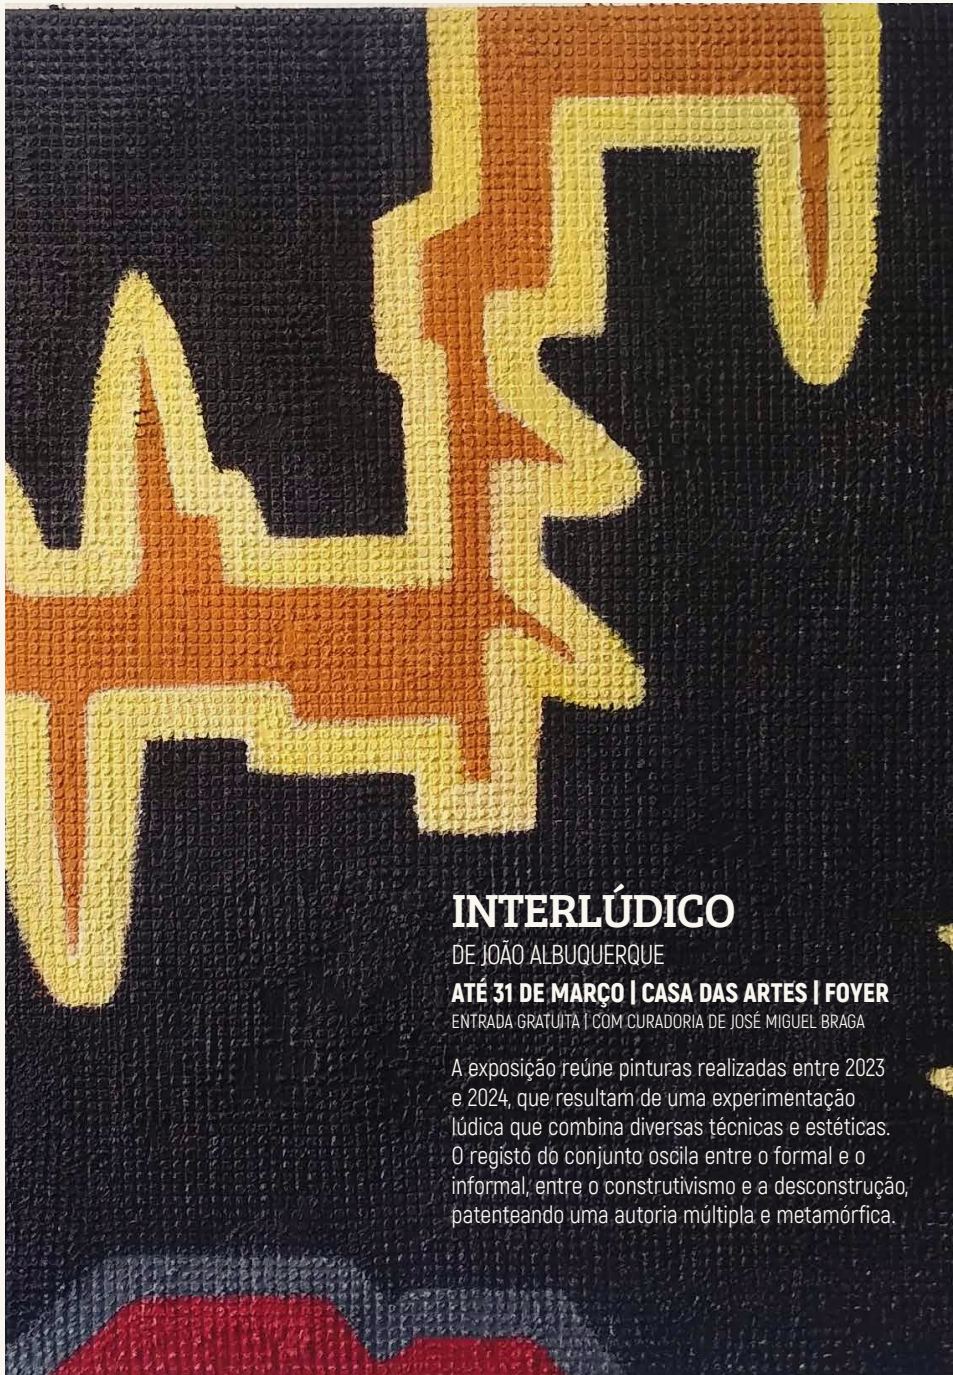 INTERLÚDICO
DE JOÃO ALBUQUERQUE
ATÉ 31 DE MARÇO | CASA DAS ARTES | FOYER
ENTRADA GRATUITA | COM CURADORIA DE JOSÉ MIGUEL BRAGA
A exposição reúne pinturas realizadas entre 2023
e 2024, que resultam de uma experimentação
lúdica que combina diversas técnicas e estéticas.
O registo do conjunto oscila entre o formal e o
informal, entre o construtivismo e a desconstrução,
patenteando uma autoria múltipla e metamórfica.